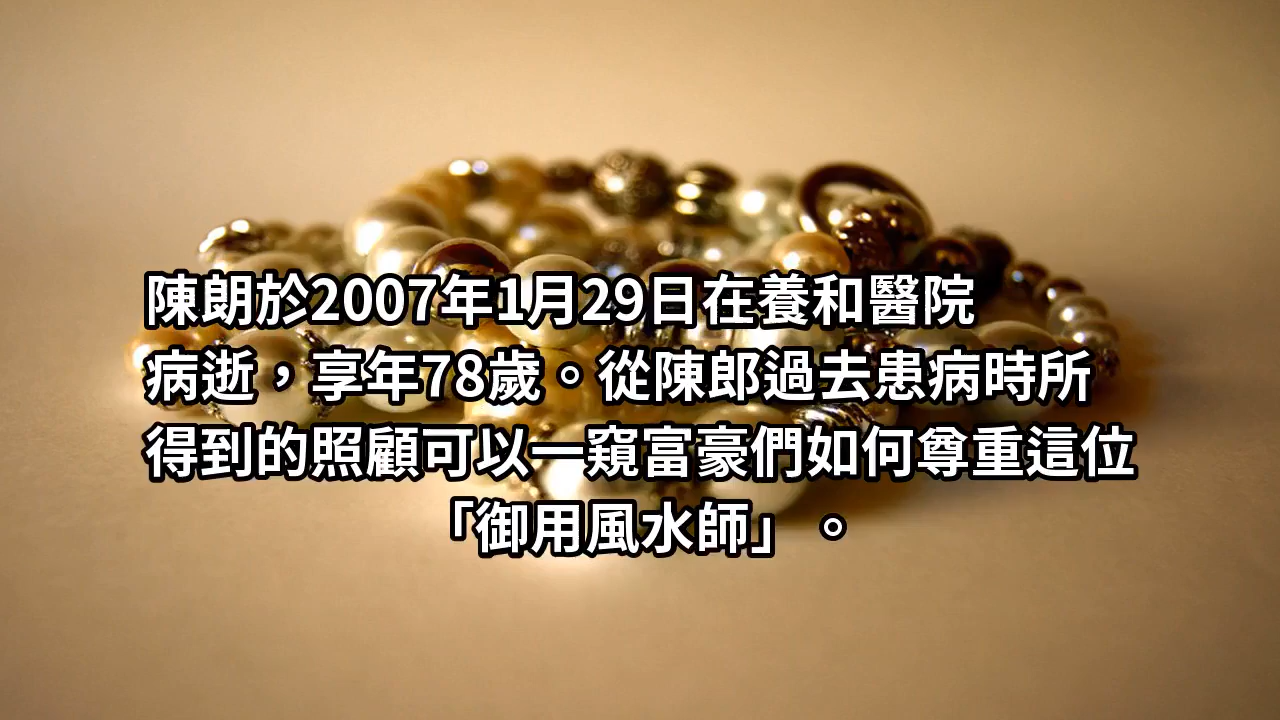 陳朗於2007年1月29日在養和醫院
病逝，享年78歲。從陳郎過去患病時所
得到的照顧可以一窺富豪們如何尊重這位
「御用風水師」。